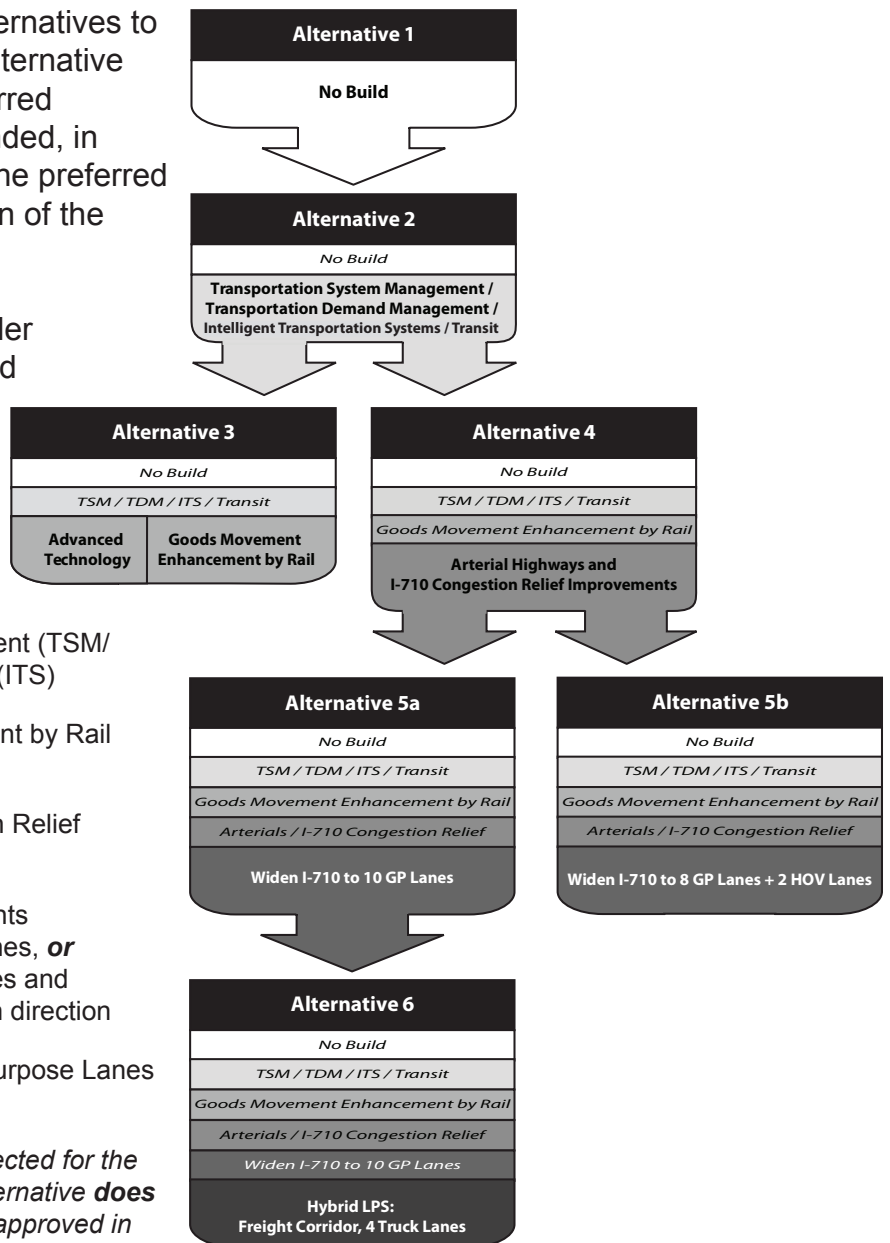 ernatives to
lternative
rred
nded, in
he preferred
n of the
ler
d
ent (TSM/
(ITS)
nt by Rail
n Relief
nts
nes, or
es and
n direction
urpose Lanes
ected for the
ernative does
approved in
Alternative 1
No Build
Alternative 2
No Build
Transportation System Management /
Transportation Demand Management /
Intelligent Transportation Systems / Transit
Alternative 3
No Build
TSM / TDM / ITS / Transit
Advanced
Technology
Goods Movement
Enhancement by Rail
Alternative 4
No Build
TSM / TDM / ITS / Transit
Goods Movement Enhancement by Rail
Arterial Highways and
I-710 Congestion Relief Improvements
Alternative 5a
No Build
TSM / TDM / ITS / Transit
Goods Movement Enhancement by Rail
Arterials / I-710 Congestion Relief
Widen I-710 to 10 GP Lanes
Alternative 5b
No Build
TSM / TDM / ITS / Transit
Goods Movement Enhancement by Rail
Arterials / I-710 Congestion Relief
Widen I-710 to 8 GP Lanes + 2 HOV Lanes
Alternative 6
No Build
TSM / TDM / ITS / Transit
Goods Movement Enhancement by Rail
Arterials / I-710 Congestion Relief
Widen I-710 to 10 GP Lanes
Hybrid LPS:
Freight Corridor, 4 Truck Lanes